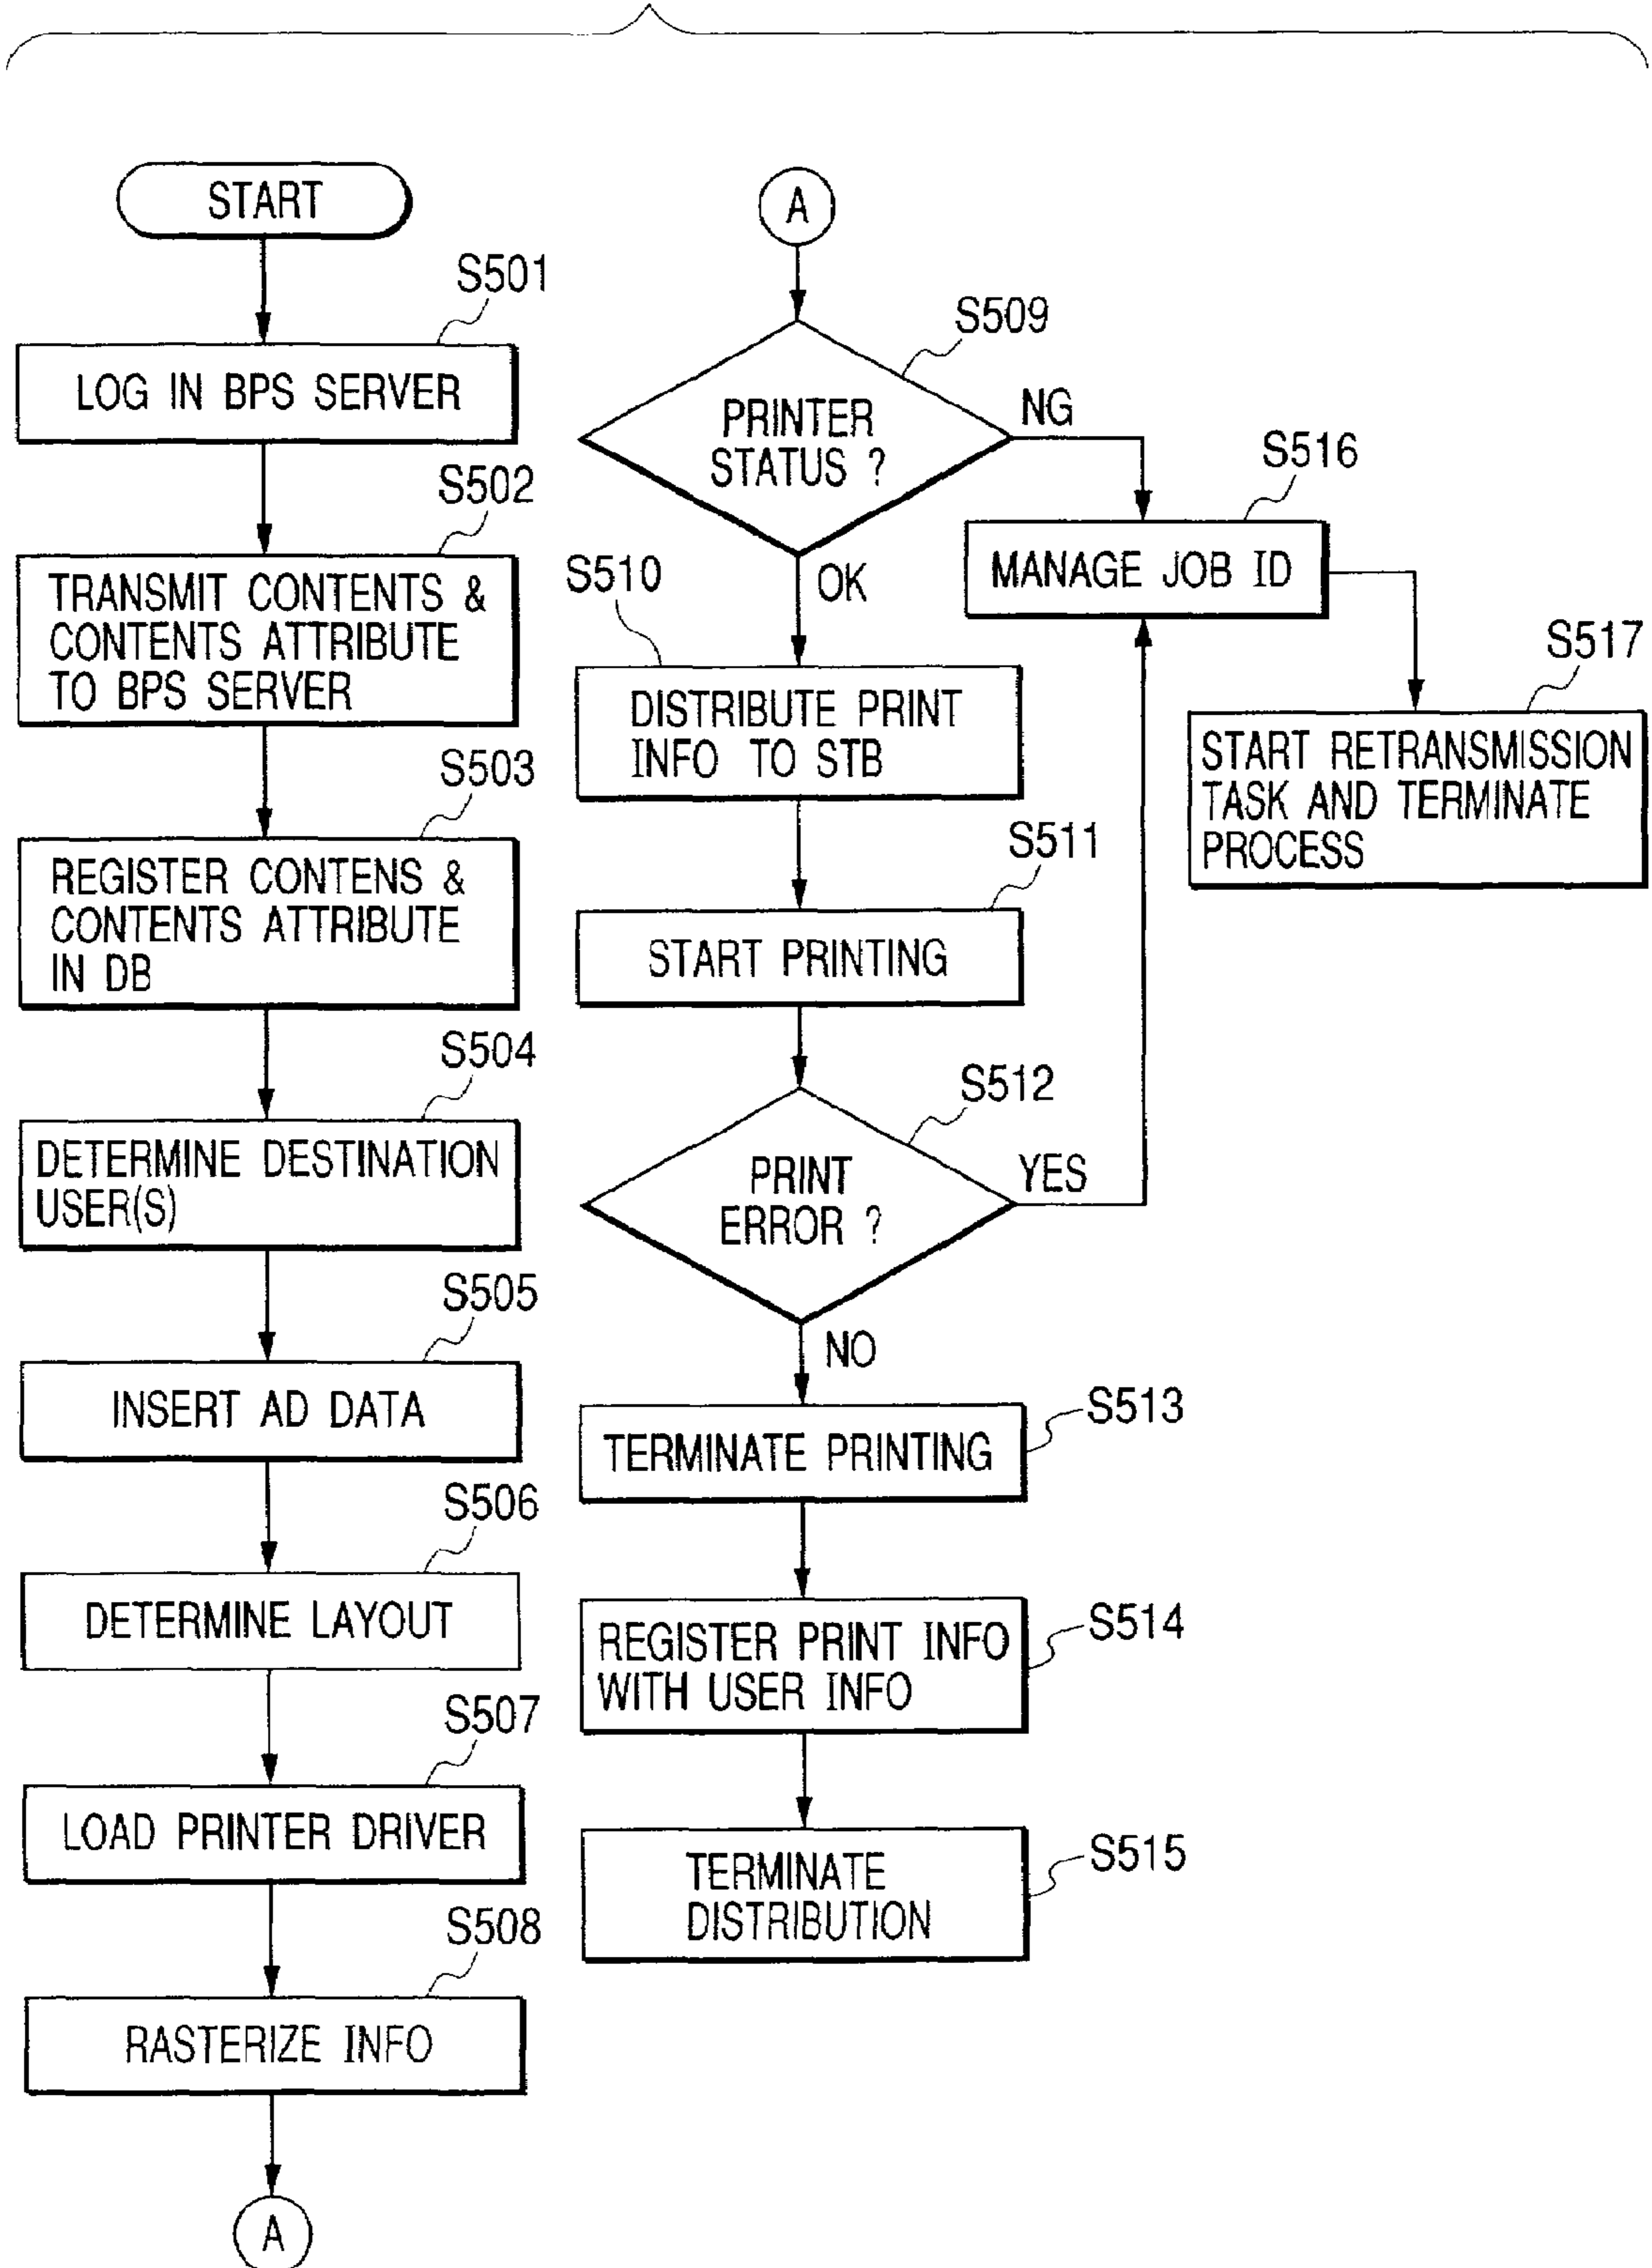 START
S501
LOG IN BPS SERVER
S502
TRANSMIT CONTENTS &
CONTENTS ATTRIBUTE
TO BPS SERVER
S503
REGISTER CONTENS &
CONTENTS ATTRIBUTE
IN DB
S504
DETERMINE DESTINATION
USER(S)
S505
INSERT AD DATA
S506
DETERMINE LAYOUT
S507
LOAD PRINTER DRIVER
S508
RASTERIZE INFO
A
A
S509
PRINTER
STATUS ?
NG
OK
S510
DISTRIBUTE PRINT
INFO TO STB
S511
START PRINTING
S512
PRINT
ERROR ?
YES
NO
S513
TERMINATE PRINTING
S514
REGISTER PRINT INFO
WITH USER INFO
S515
TERMINATE
DISTRIBUTION
S516
MANAGE JOB ID
S517
START RETRANSMISSION
TASK AND TERMINATE
PROCESS